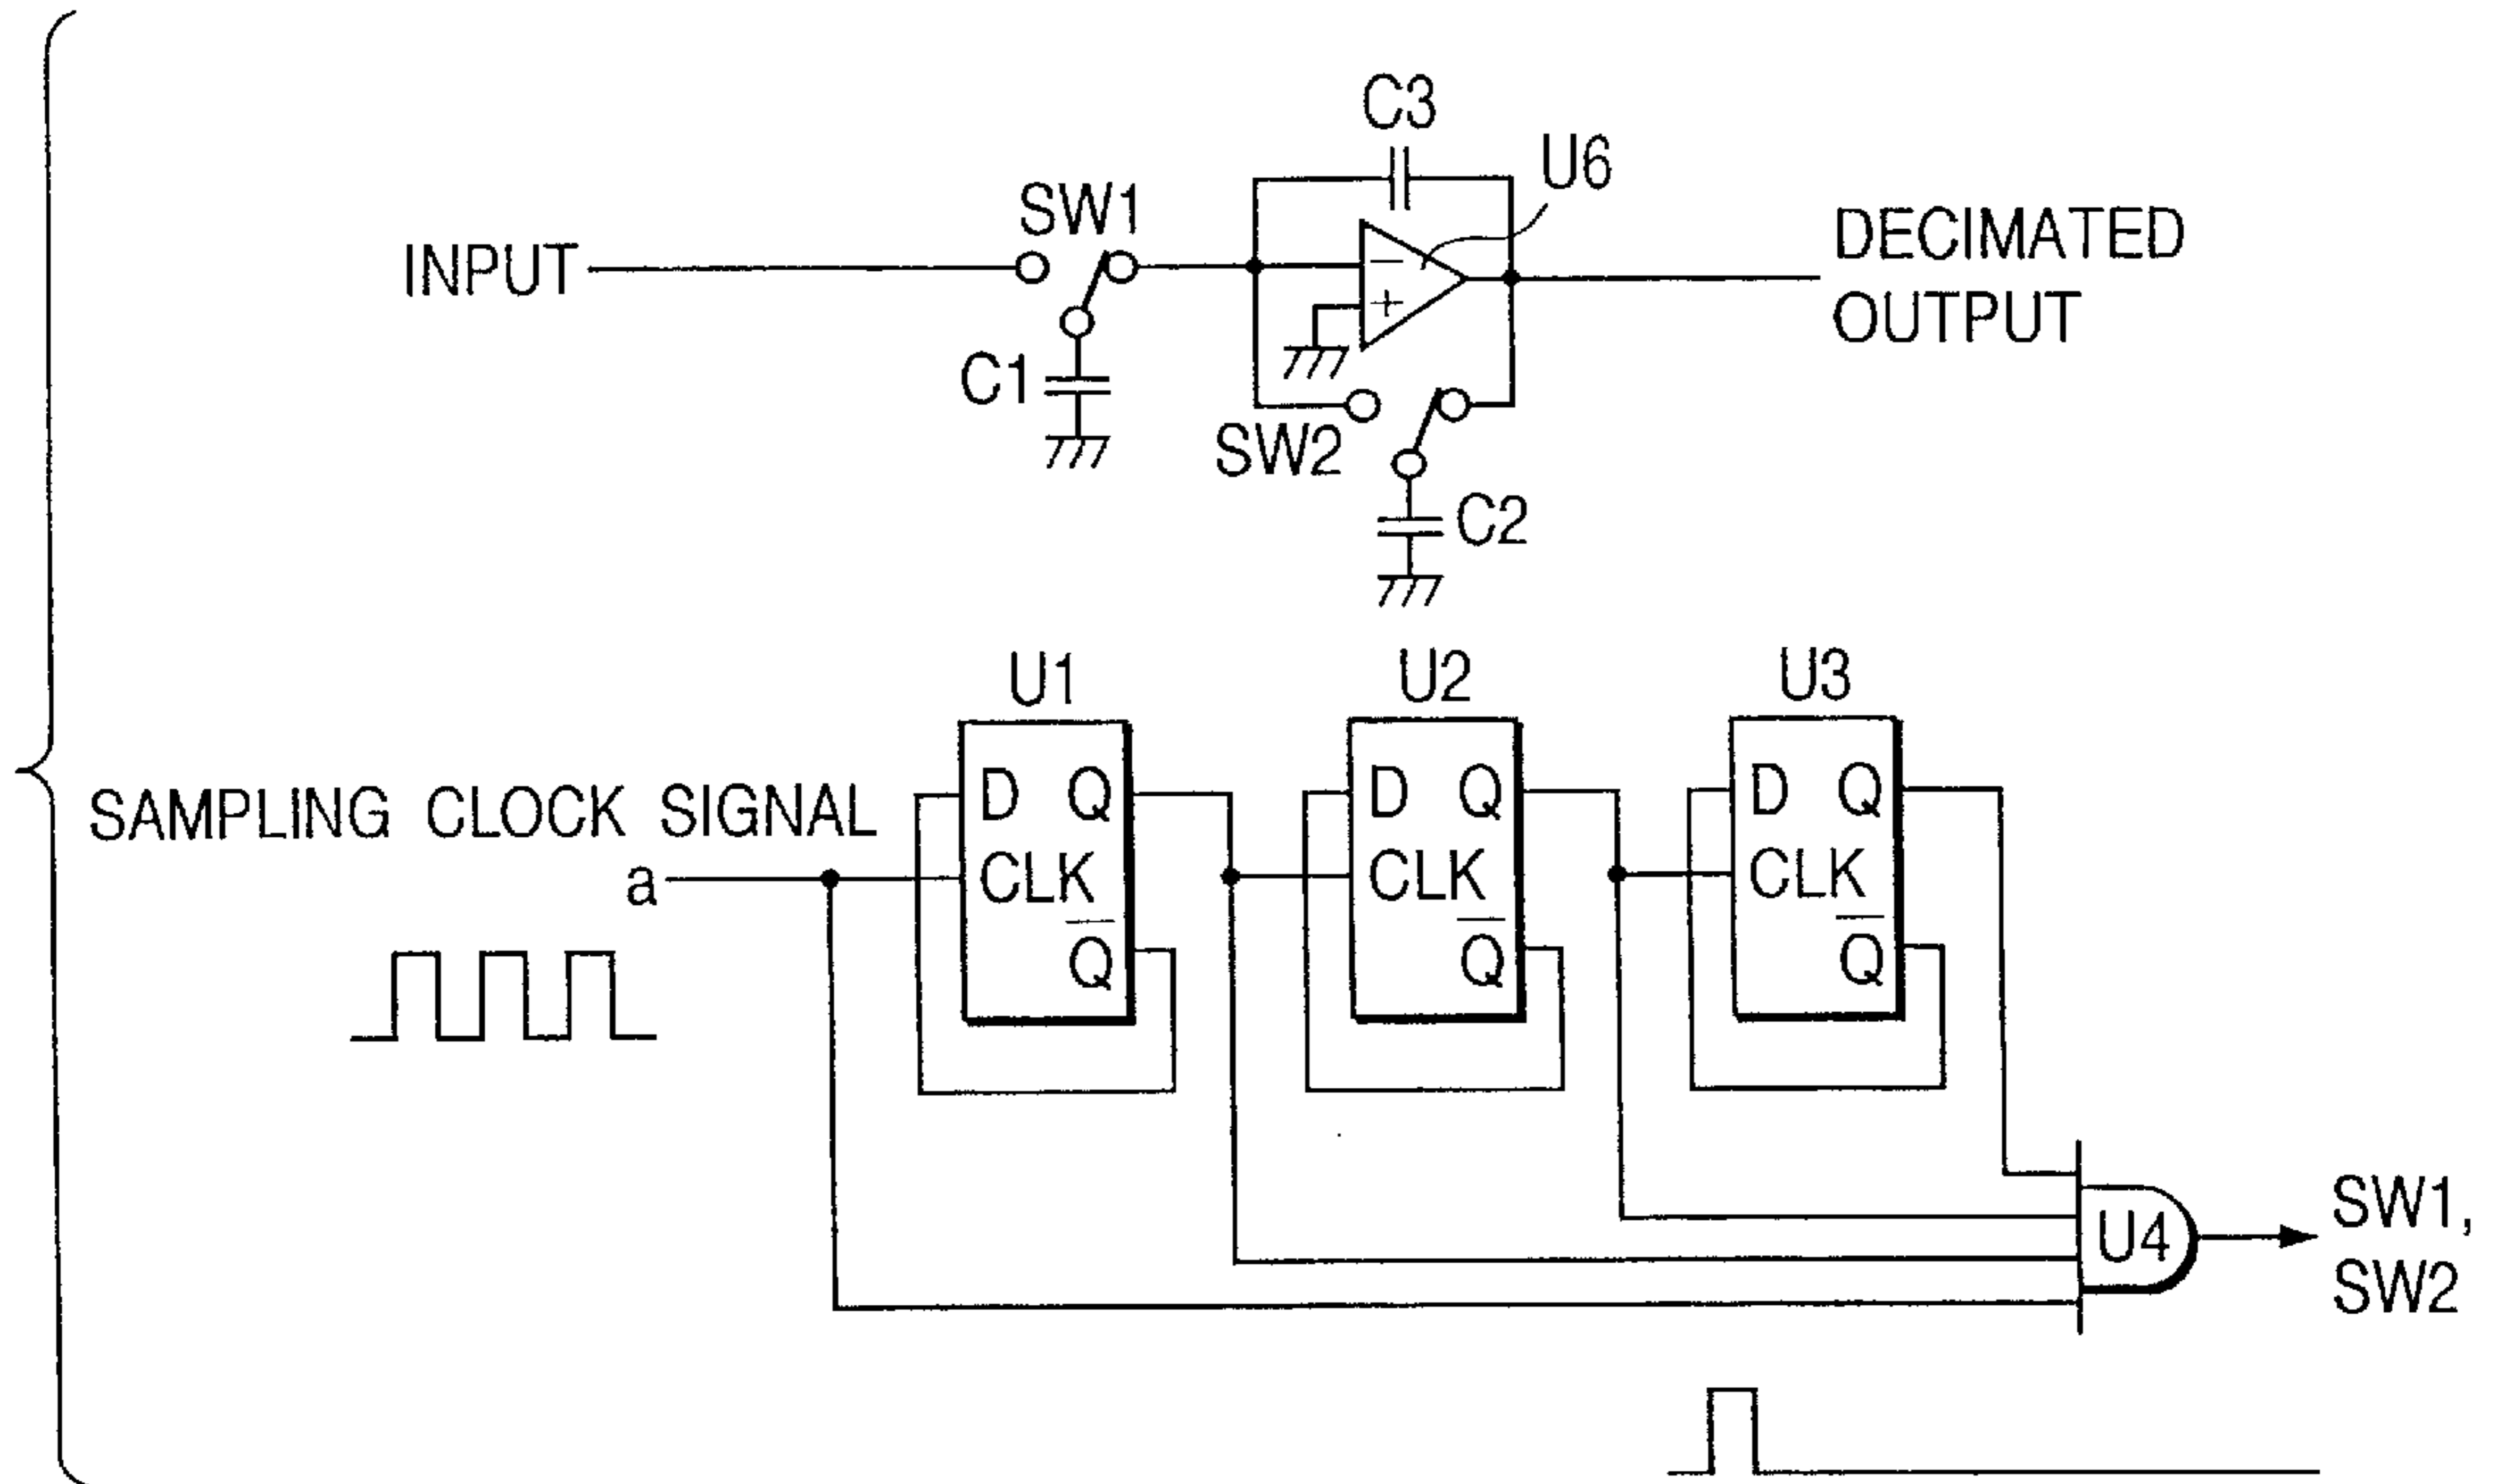 C3
U6
SW1
INPUT
DECIMATED
OUTPUT
−
+
C1
SW2
C2
U1
U2
U3
D Q
CLK
Q̅
D Q
CLK
Q̅
D Q
CLK
Q̅
SAMPLING CLOCK SIGNAL
a
U4
SW1,
SW2